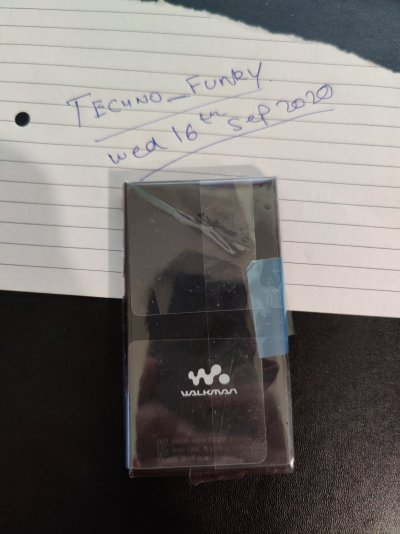 TECHNO_FUNKY.
wed 16th Sep 2020
WALKMAN